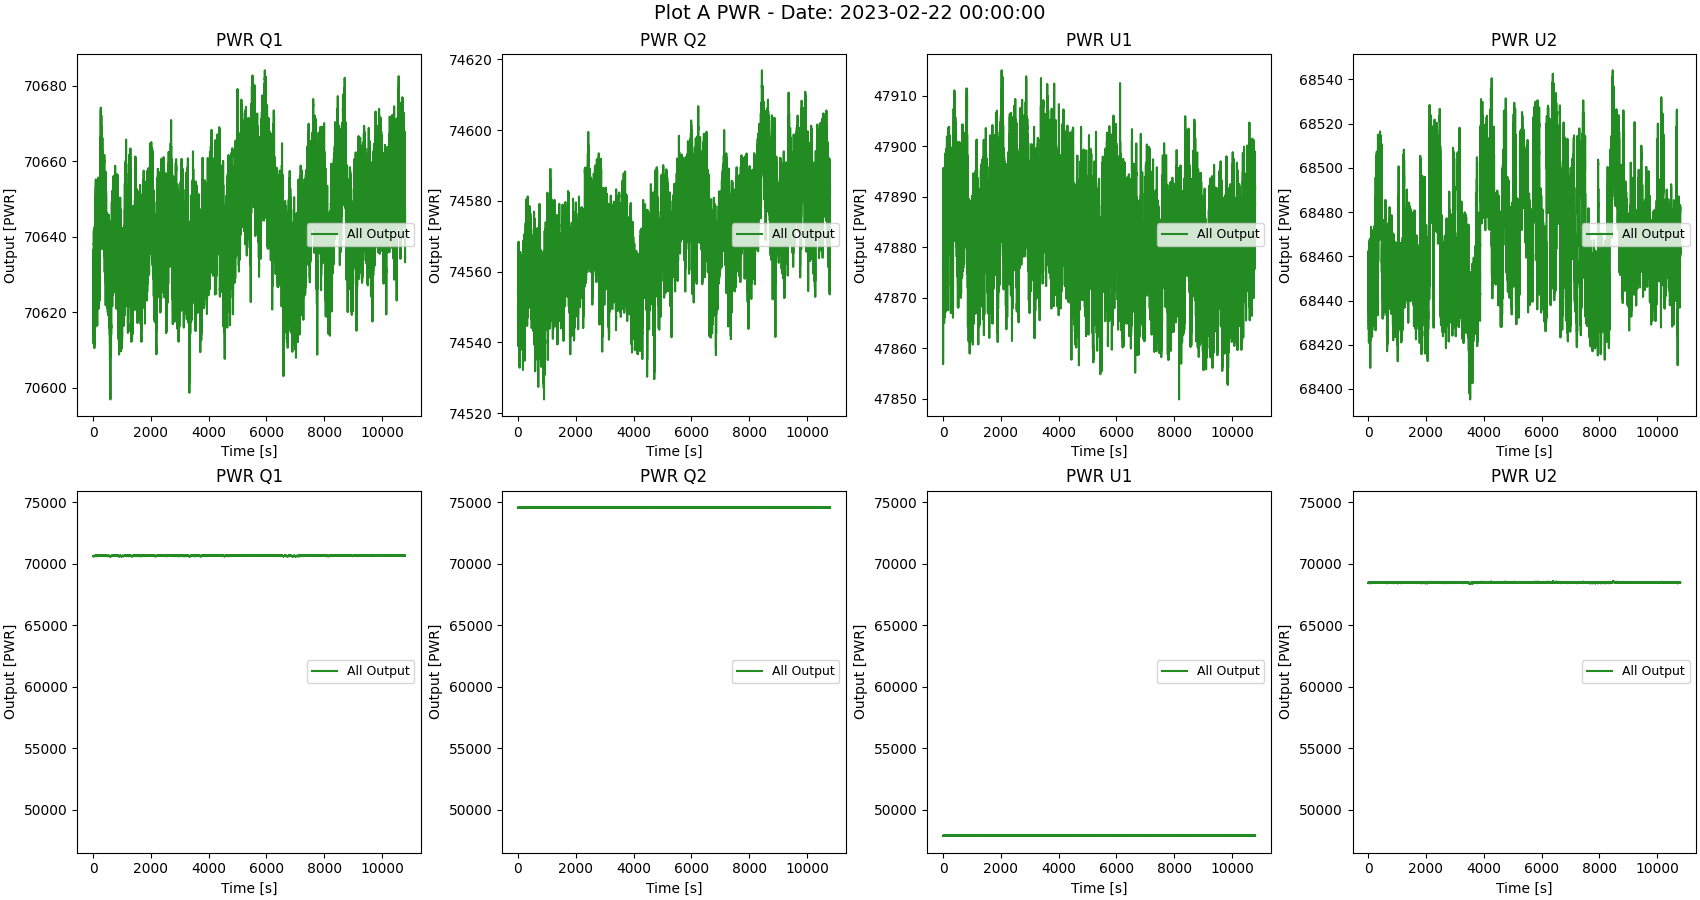 Plot A PWR - Date: 2023-02-22 00:00:00
PWR Q1
PWR Q2
PWR U1
PWR U2
Output [PWR]
70680
70660
70640
70620
70600
All Output
0 2000 4000 6000 8000 10000
Time [s]
Output [PWR]
74620
74600
74580
74560
74540
74520
All Output
0 2000 4000 6000 8000 10000
Time [s]
Output [PWR]
47910
47900
47890
47880
47870
47860
47850
All Output
0 2000 4000 6000 8000 10000
Time [s]
Output [PWR]
68540
68520
68500
68480
68460
68440
68420
68400
All Output
0 2000 4000 6000 8000 10000
Time [s]
PWR Q1
PWR Q2
PWR U1
PWR U2
Output [PWR]
75000
70000
65000
60000
55000
50000
All Output
0 2000 4000 6000 8000 10000
Time [s]
Output [PWR]
75000
70000
65000
60000
55000
50000
All Output
0 2000 4000 6000 8000 10000
Time [s]
Output [PWR]
75000
70000
65000
60000
55000
50000
All Output
0 2000 4000 6000 8000 10000
Time [s]
Output [PWR]
75000
70000
65000
60000
55000
50000
All Output
0 2000 4000 6000 8000 10000
Time [s]